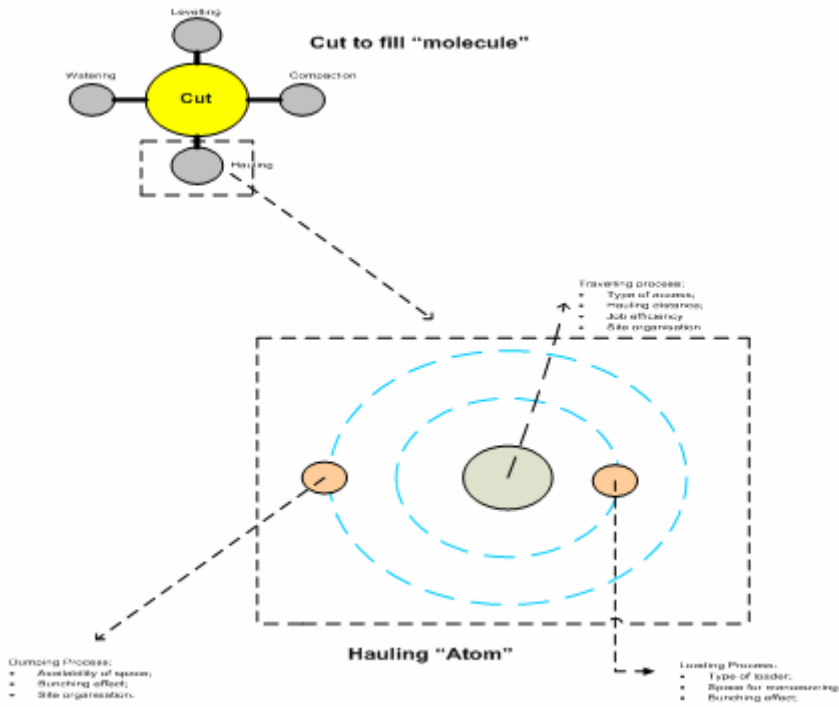 Levelling
Cut to fill “molecule”
Watering
Cut
Compaction
Hauling
Travelling process:
• Type of access;
• Hauling distance;
• Job efficiency
• Site organisation
Hauling “Atom”
Dumping Process:
• Availability of space;
• Bunching effect;
• Site organisation.
Loading Process:
• Type of loader;
• Space for manoeuvring;
• Bunching effect;